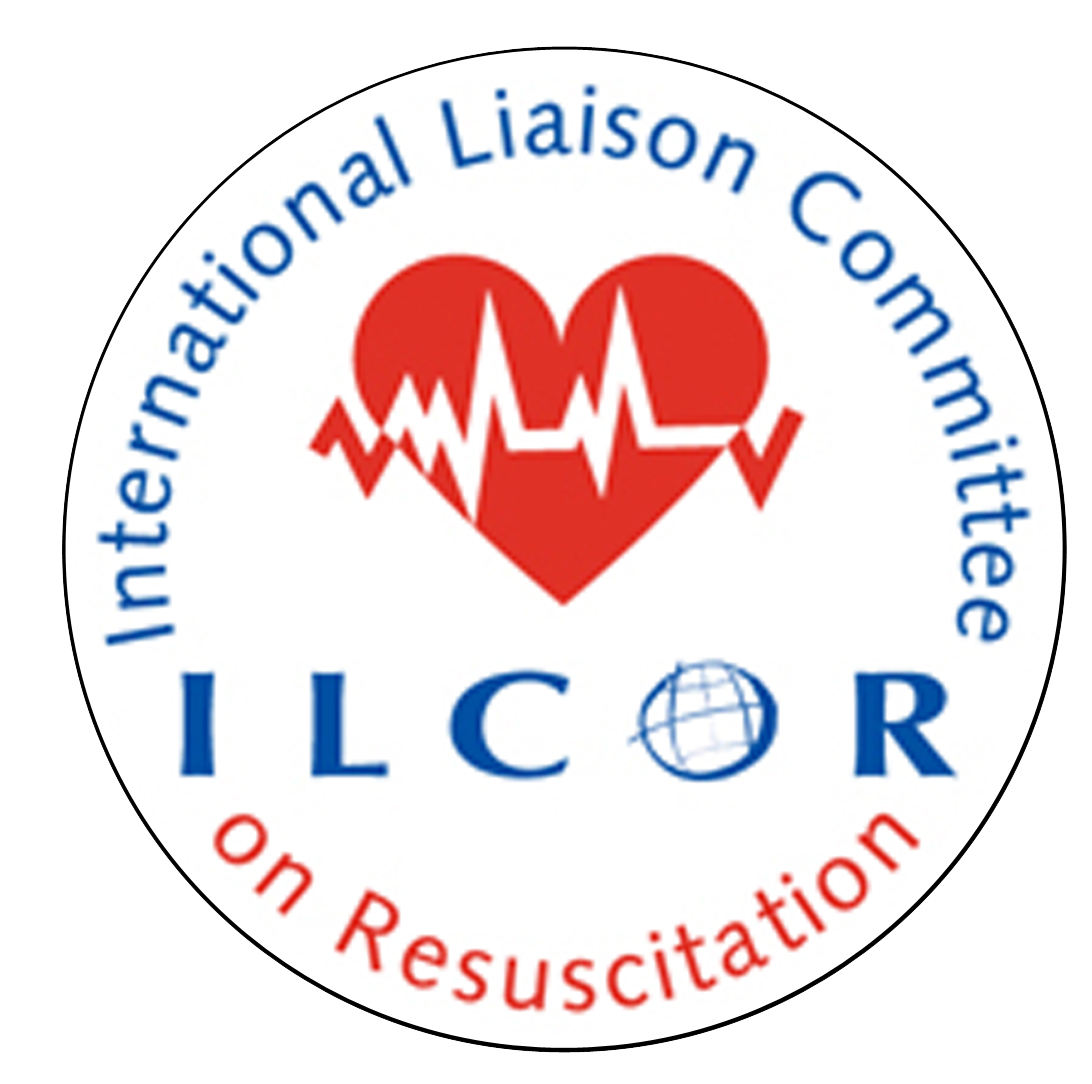 International Liaison Committee
ILCOR
on Resuscitation